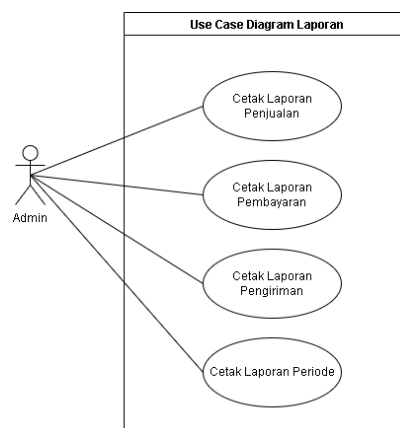 Use Case Diagram Laporan
Cetak Laporan
Penjualan
Cetak Laporan
Pembayaran
Admin
Cetak Laporan
Pengiriman
Cetak Laporan Periode